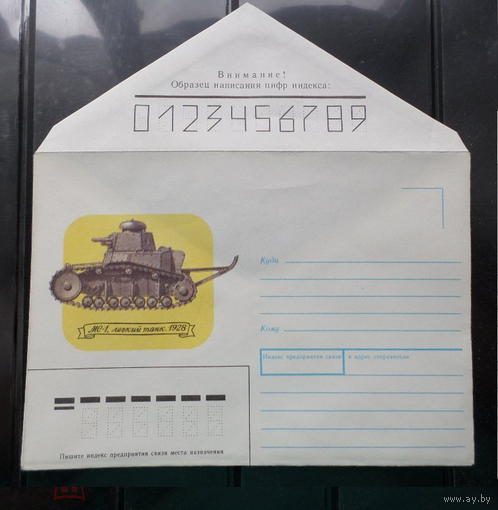 Внимание!
Образец написания цифр индекса:
0123456789
Куда
МС-1, легкий танк. 1928
Кому
Индекс предприятия связи и адрес отправителя
Пишите индекс предприятия связи места назначения
www.ay.by